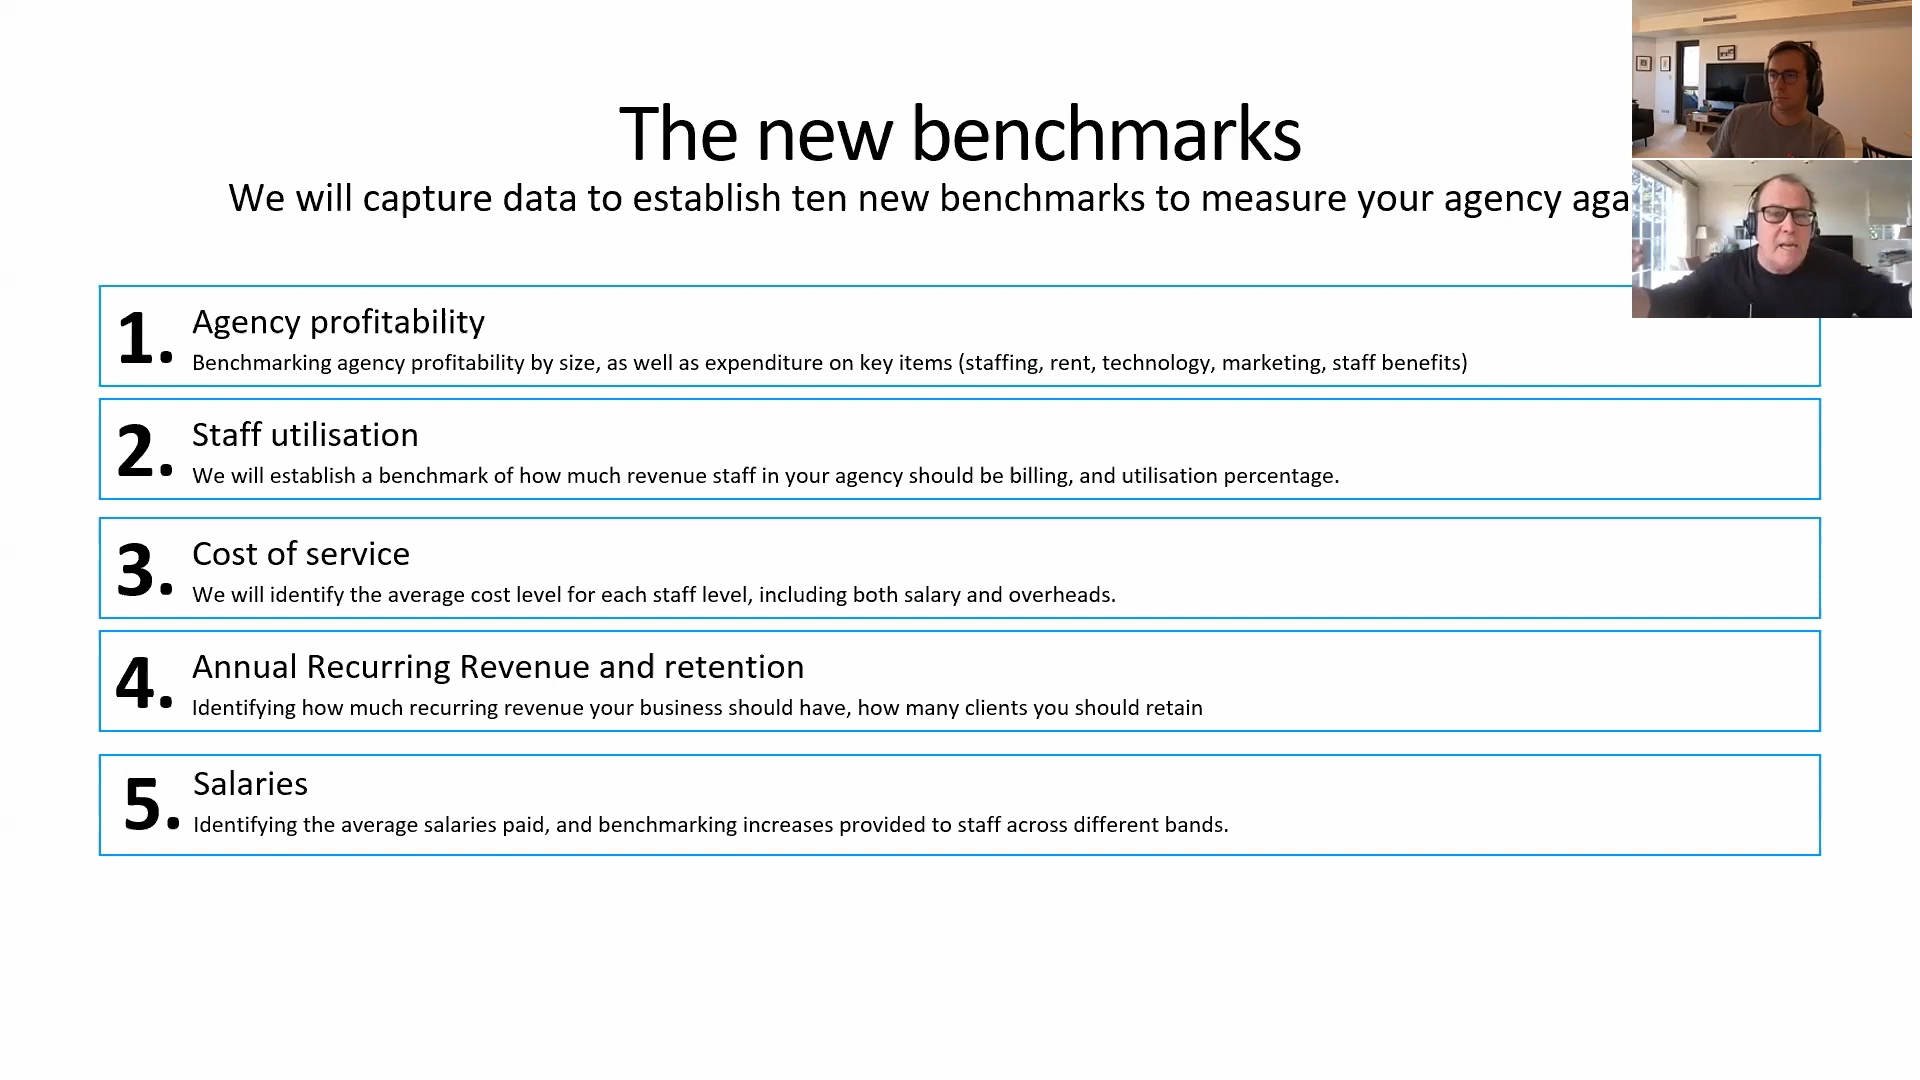 The new benchmarks
We will capture data to establish ten new benchmarks to measure your agency
1. Agency profitability
Benchmarking agency profitability by size, as well as expenditure on key items (staffing, rent, technology, marketing, staff benefits)
2. Staff utilisation
We will establish a benchmark of how much revenue staff in your agency should be billing, and utilisation percentage.
3. Cost of service
We will identify the average cost level for each staff level, including both salary and overheads.
4. Annual Recurring Revenue and retention
Identifying how much recurring revenue your business should have, how many clients you should retain
5. Salaries
Identifying the average salaries paid, and benchmarking increases provided to staff across different bands.